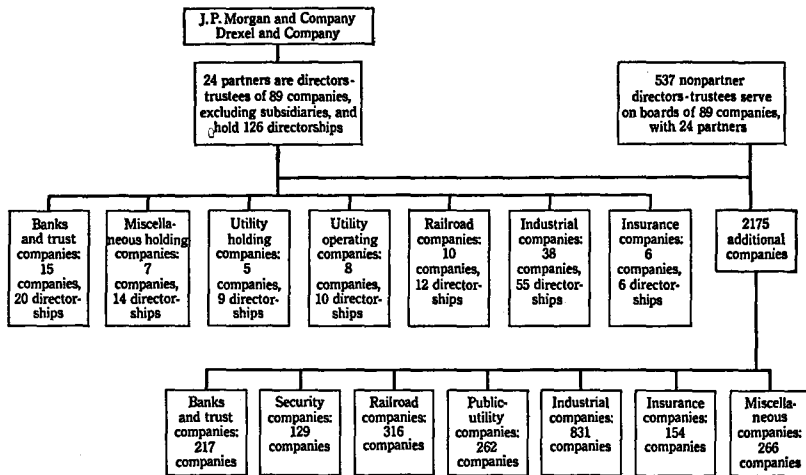 J.P. Morgan and Company
Drexel and Company
24 partners are directors-
trustees of 89 companies,
excluding subsidiaries, and
hold 126 directorships
537 nonpartner
directors-trustees serve
on boards of 89 companies,
with 24 partners
Banks
and trust
companies:
15
companies,
20 director-
ships
Miscella-
neous holding
companies:
7
companies,
14 director-
ships
Utility
holding
companies:
5
companies,
9 director-
ships
Utility
operating
companies:
8
companies,
10 director-
ships
Railroad
companies:
10
companies,
12 director-
ships
Industrial
companies:
38
companies,
55 director-
ships
Insurance
companies:
6
companies,
6 director-
ships
2175
additional
companies
Banks
and trust
companies:
217
companies
Security
companies:
129
companies
Railroad
companies:
316
companies
Public-
utility
companies:
262
companies
Industrial
companies:
831
companies
Insurance
companies:
154
companies
Miscella-
neous
companies:
266
companies